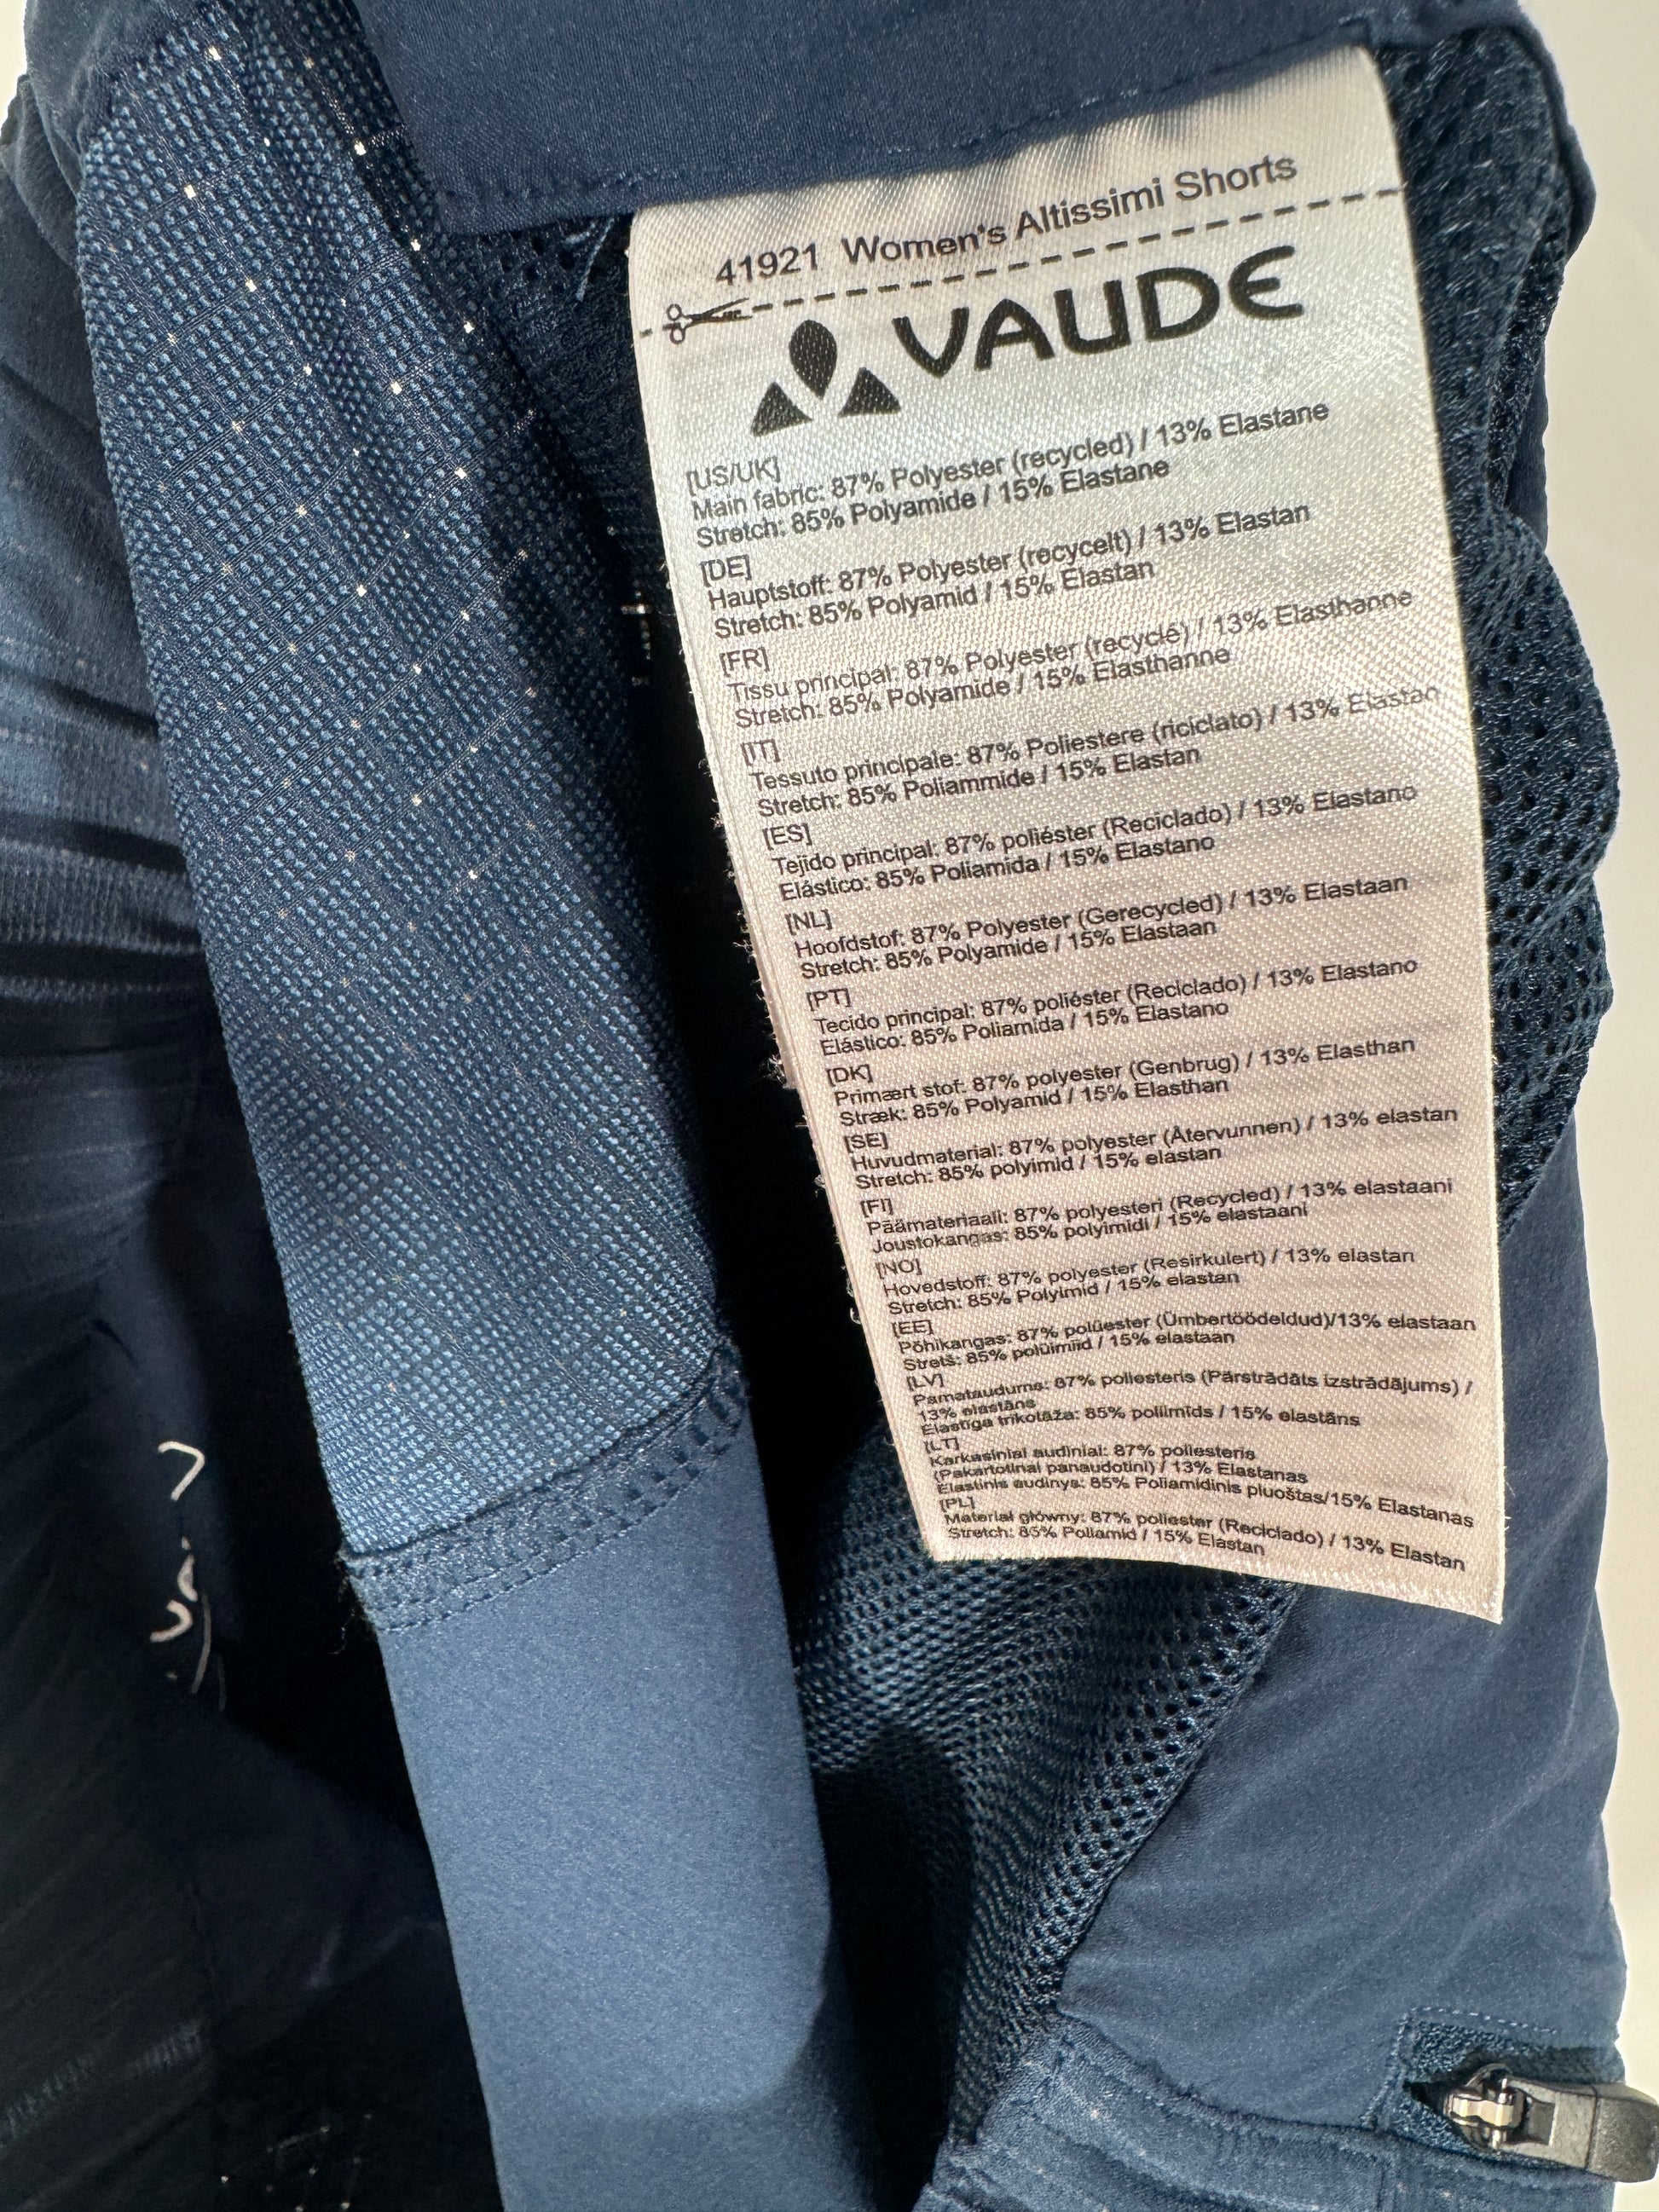 41921 Women's Altissimi Shorts
VAUDE
[US/UK]
Main fabric: 87% Polyester (recycled) / 13% Elastane
Stretch: 85% Polyamide / 15% Elastane
[DE]
Hauptstoff: 87% Polyester (recycelt) / 13% Elastan
Stretch: 85% Polyamid / 15% Elastan
[FR]
Tissu principal: 87% Polyester (recyclé) / 13% Elasthanne
Stretch: 85% Polyamide / 15% Elasthanne
[IT]
Tessuto principale: 87% Poliestere (riciclato) / 13% Elastan
Stretch: 85% Poliammide / 15% Elastan
[ES]
Tejido principal: 87% poliéster (Reciclado) / 13% Elastano
Elástico: 85% Poliamida / 15% Elastano
[NL]
Hoofdstof: 87% Polyester (Gerecycled) / 13% Elastaan
Stretch: 85% Polyamide / 15% Elastaan
[PT]
Tecido principal: 87% poliéster (Reciclado) / 13% Elastano
Elástico: 85% Poliamida / 15% Elastano
[DK]
Primært stof: 87% polyester (Genbrug) / 13% Elasthan
Stræk: 85% Polyamid / 15% Elasthan
[SE]
Huvudmaterial: 87% polyester (Återvunnen) / 13% elastan
Stretch: 85% polyimid / 15% elastan
[FI]
Päämateriaali: 87% polyesteri (Recycled) / 13% elastaani
Joustokangas: 85% polyimidi / 15% elastaani
[NO]
Hovedstoff: 87% polyester (Resirkulert) / 13% elastan
Stretch: 85% Polyimid / 15% elastan
[EE]
Põhikangas: 87% polüester (Ümbertöödeldud)/13% elastaan
Stretš: 85% polüimiid / 15% elastaan
[LV]
Pamataudums: 87% poliesteris (Pārstrādāts izstrādājums) /
13% elastāns
Elastīga trikotāža: 85% poliimīds / 15% elastāns
[LT]
Karkasiniai audiniai: 87% poliesteris
(Pakartotinai panaudotini) / 13% Elastanas
Elastinis audinys: 85% Poliamidinis pluoštas/15% Elastanas
[PL]
Materiał główny: 87% poliester (Reciclado) / 13% Elastan
Stretch: 85% Poliamid / 15% Elastan